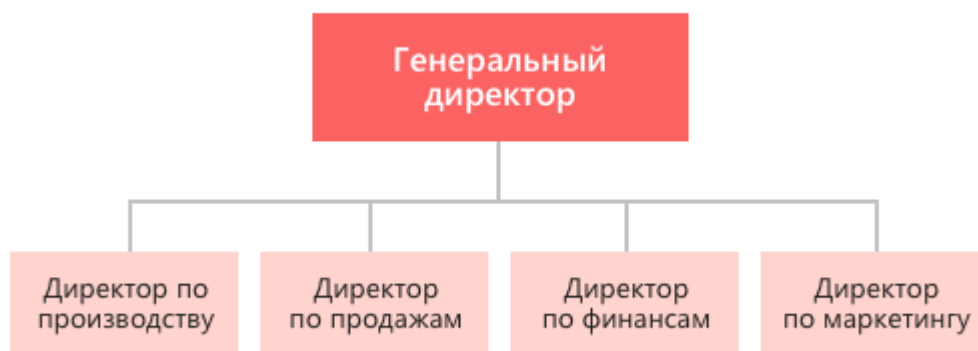 Генеральный
директор
Директор по
производству
Директор
по продажам
Директор
по финансам
Директор
по маркетингу